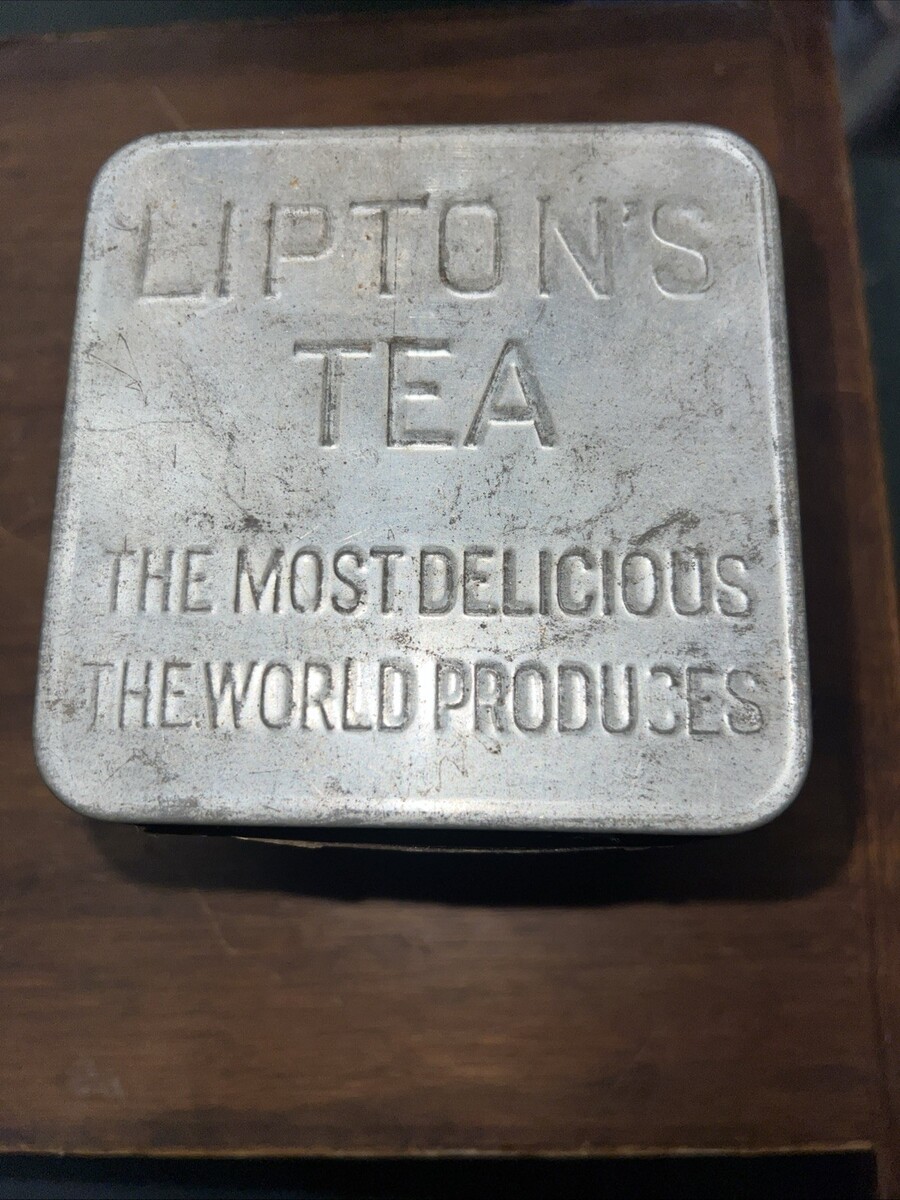 LIPTON'S
TEA
THE MOST DELICIOUS
THE WORLD PRODUCES